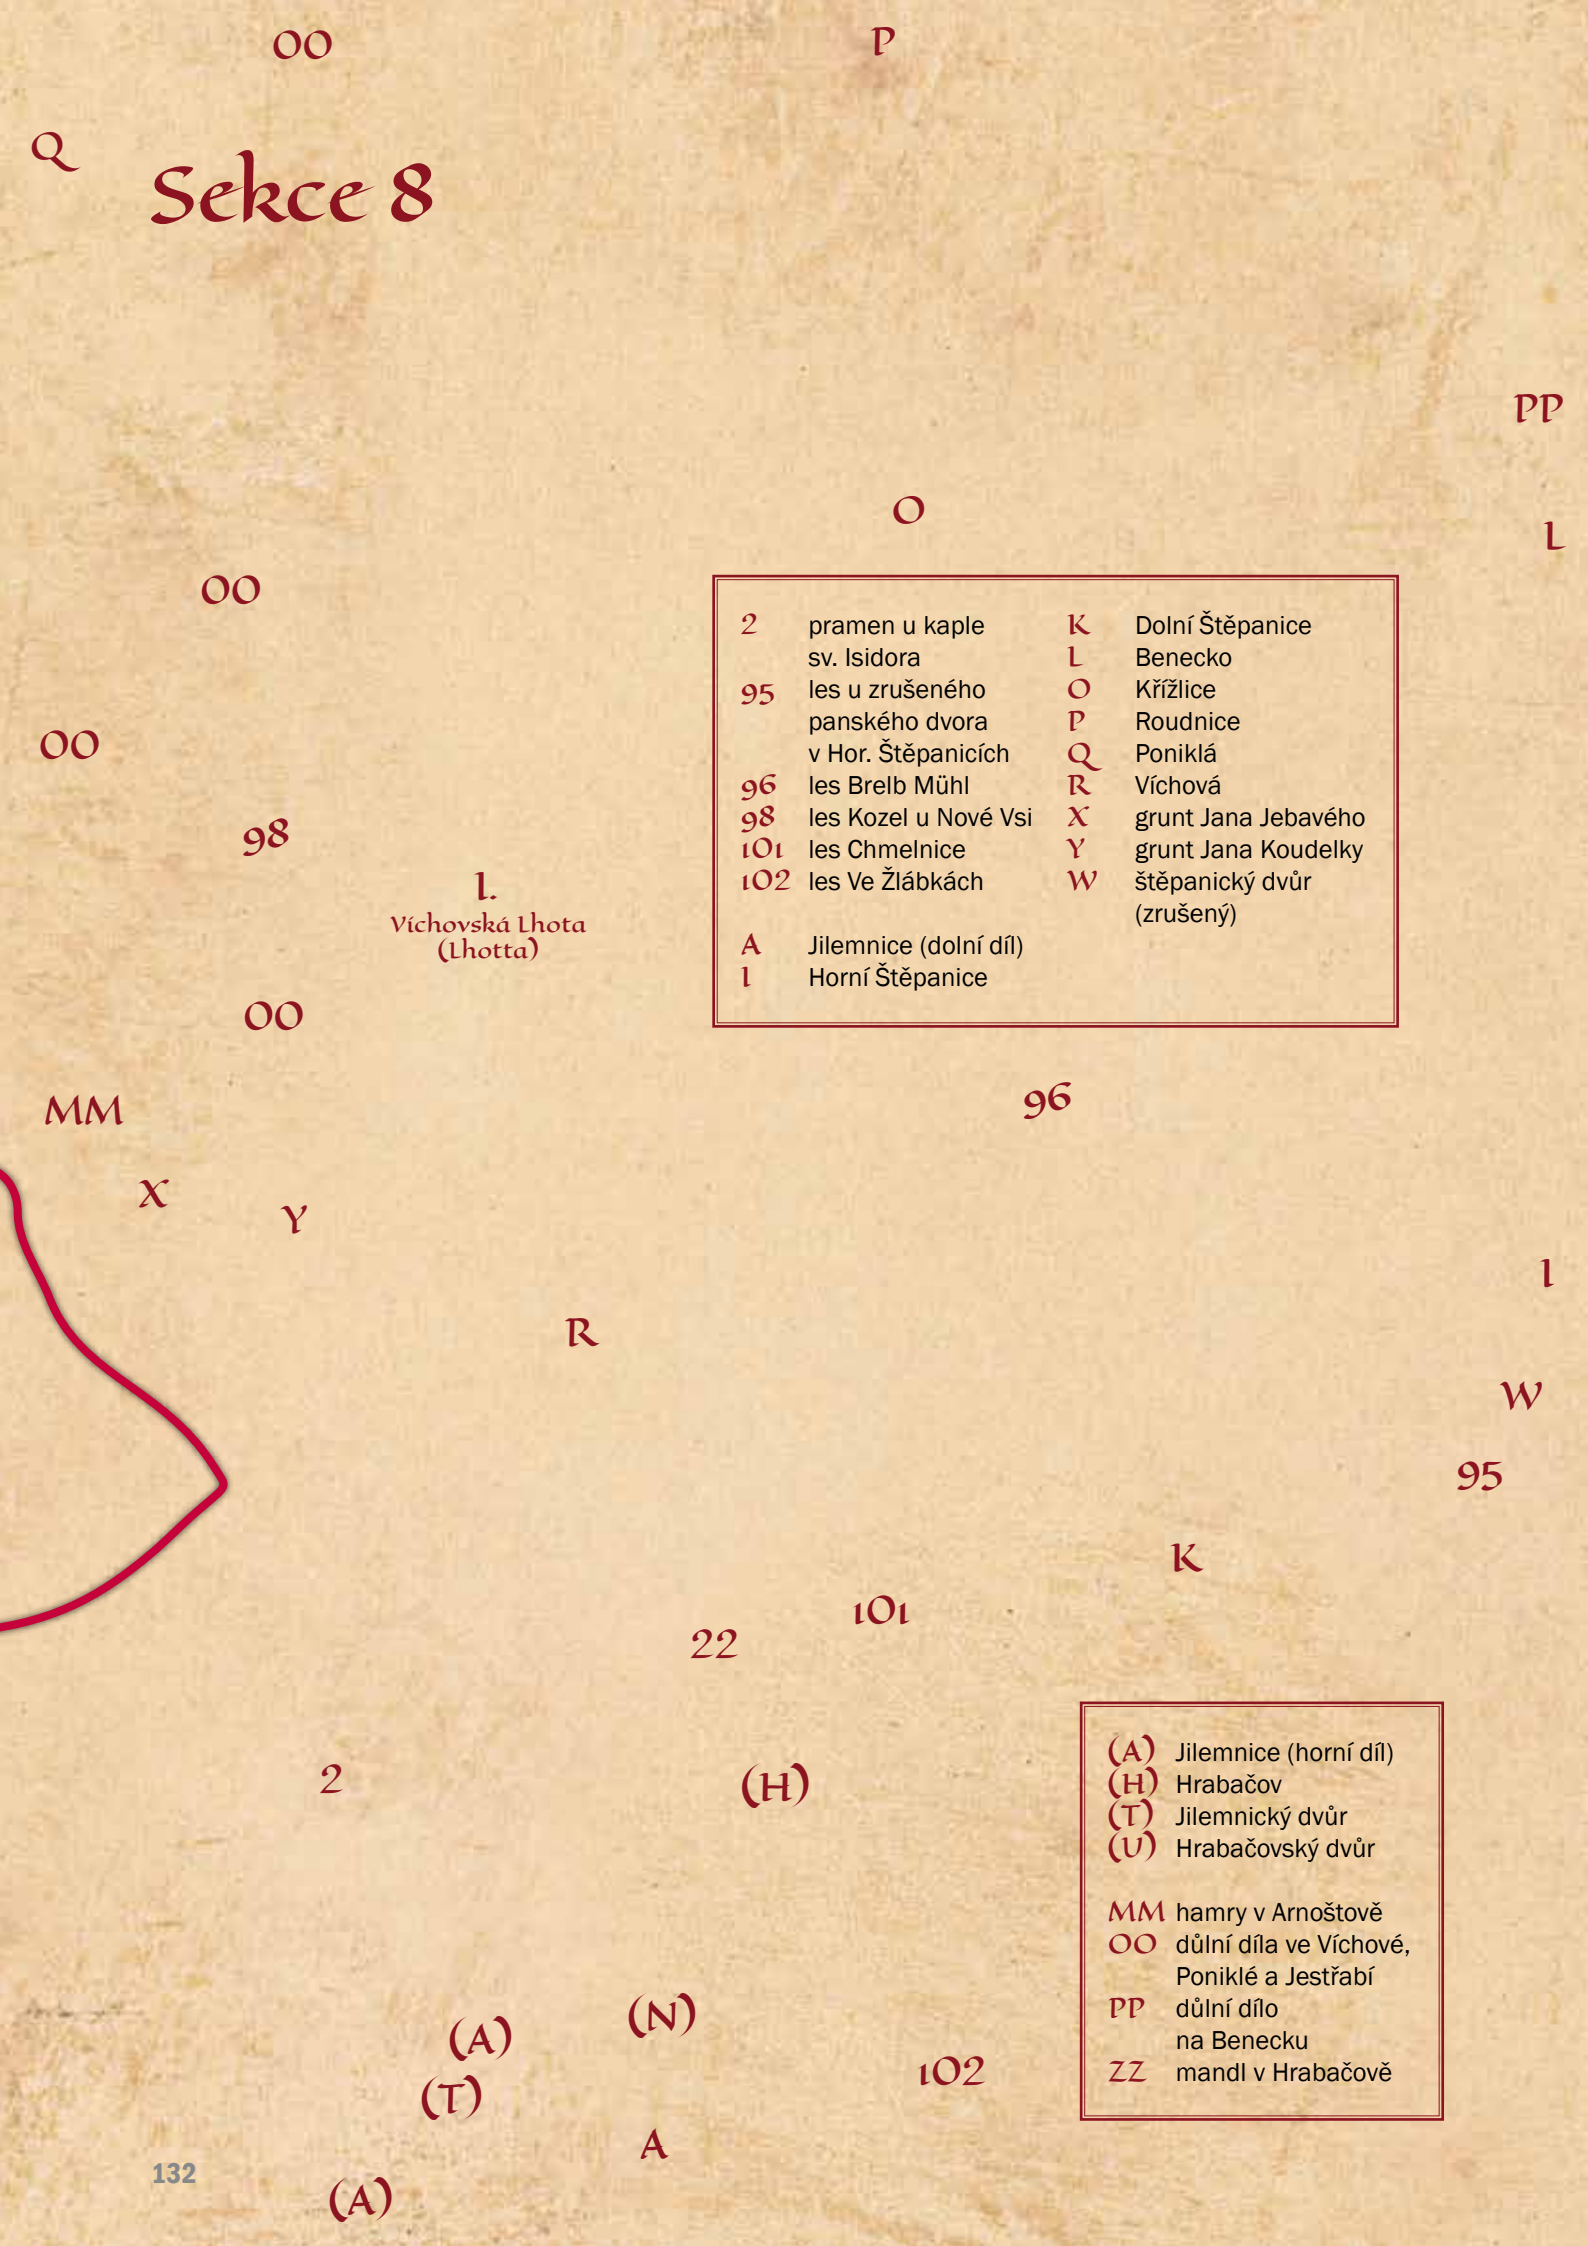 OO
P
Q
Sekce 8
PP
O
L
OO
2 pramen u kaple
sv. Isidora
95 les u zrušeného
panského dvora
v Hor. Štěpanicích
96 les Brelb Mühl
98 les Kozel u Nové Vsi
101 les Chmelnice
102 les Ve Žlábkách
A Jilemnice (dolní díl)
I Horní Štěpanice
K Dolní Štěpanice
L Benecko
O Křížlice
P Roudnice
Q Poniklá
R Víchová
X grunt Jana Jebavého
Y grunt Jana Koudelky
W štěpanický dvůr
(zrušený)
OO
98
I.
Víchovská Lhota
(Lhotta)
OO
MM
96
X
Y
I
R
W
95
K
101
22
2
(H)
(A) Jilemnice (horní díl)
(H) Hrabačov
(T) Jilemnický dvůr
(U) Hrabačovský dvůr
MM hamry v Arnoštově
OO důlní díla ve Víchové,
Poniklé a Jestřabí
PP důlní dílo
na Benecku
ZZ mandl v Hrabačově
(N)
(A)
102
(T)
A
132
(A)